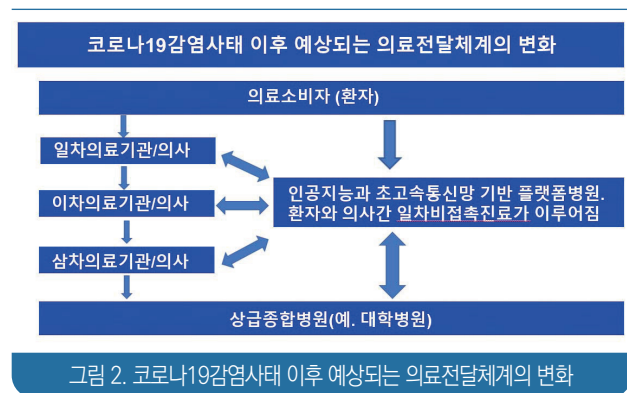 코로나19감염사태 이후 예상되는 의료전달체계의 변화
의료소비자 (환자)
일차의료기관/의사
이차의료기관/의사
삼차의료기관/의사
인공지능과 초고속통신망 기반 플랫폼병원.
환자와 의사간 일차비접촉진료가 이루어짐
상급종합병원(예. 대학병원)
그림 2. 코로나19감염사태 이후 예상되는 의료전달체계의 변화